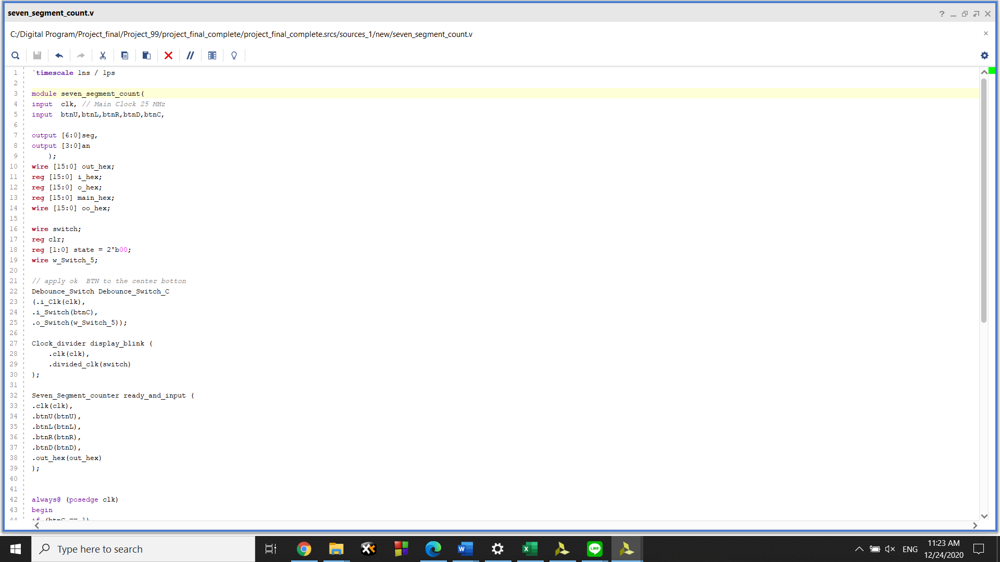 seven_segment_count.v
C:/Digital Program/Project_final/Project_99/project_final_complete/project_final_complete.srcs/sources_1/new/seven_segment_count.v
1 `timescale 1ns / 1ps
2
3 module seven_segment_count(
4 input  clk, // Main Clock 25 MHz
5 input  btnU,btnL,btnR,btnD,btnC,
6
7 output [6:0]seg,
8 output [3:0]an
9     );
10 wire [15:0] out_hex;
11 reg [15:0] i_hex;
12 reg [15:0] o_hex;
13 reg [15:0] main_hex;
14 wire [15:0] oo_hex;
15
16 wire switch;
17 reg clr;
18 reg [1:0] state = 2'b00;
19 wire w_Switch_5;
20
21 // apply ok  BTN to the center botton
22 Debounce_Switch Debounce_Switch_C
23 (.i_Clk(clk),
24 .i_Switch(btnC),
25 .o_Switch(w_Switch_5));
26
27 Clock_divider display_blink (
28     .clk(clk),
29     .divided_clk(switch)
30 );
31
32 Seven_Segment_counter ready_and_input (
33 .clk(clk),
34 .btnU(btnU),
35 .btnL(btnL),
36 .btnR(btnR),
37 .btnD(btnD),
38 .out_hex(out_hex)
39 );
40
41
42 always@ (posedge clk)
43 begin
44 if (btnC == 1)
Type here to search
ENG
11:23 AM
12/24/2020